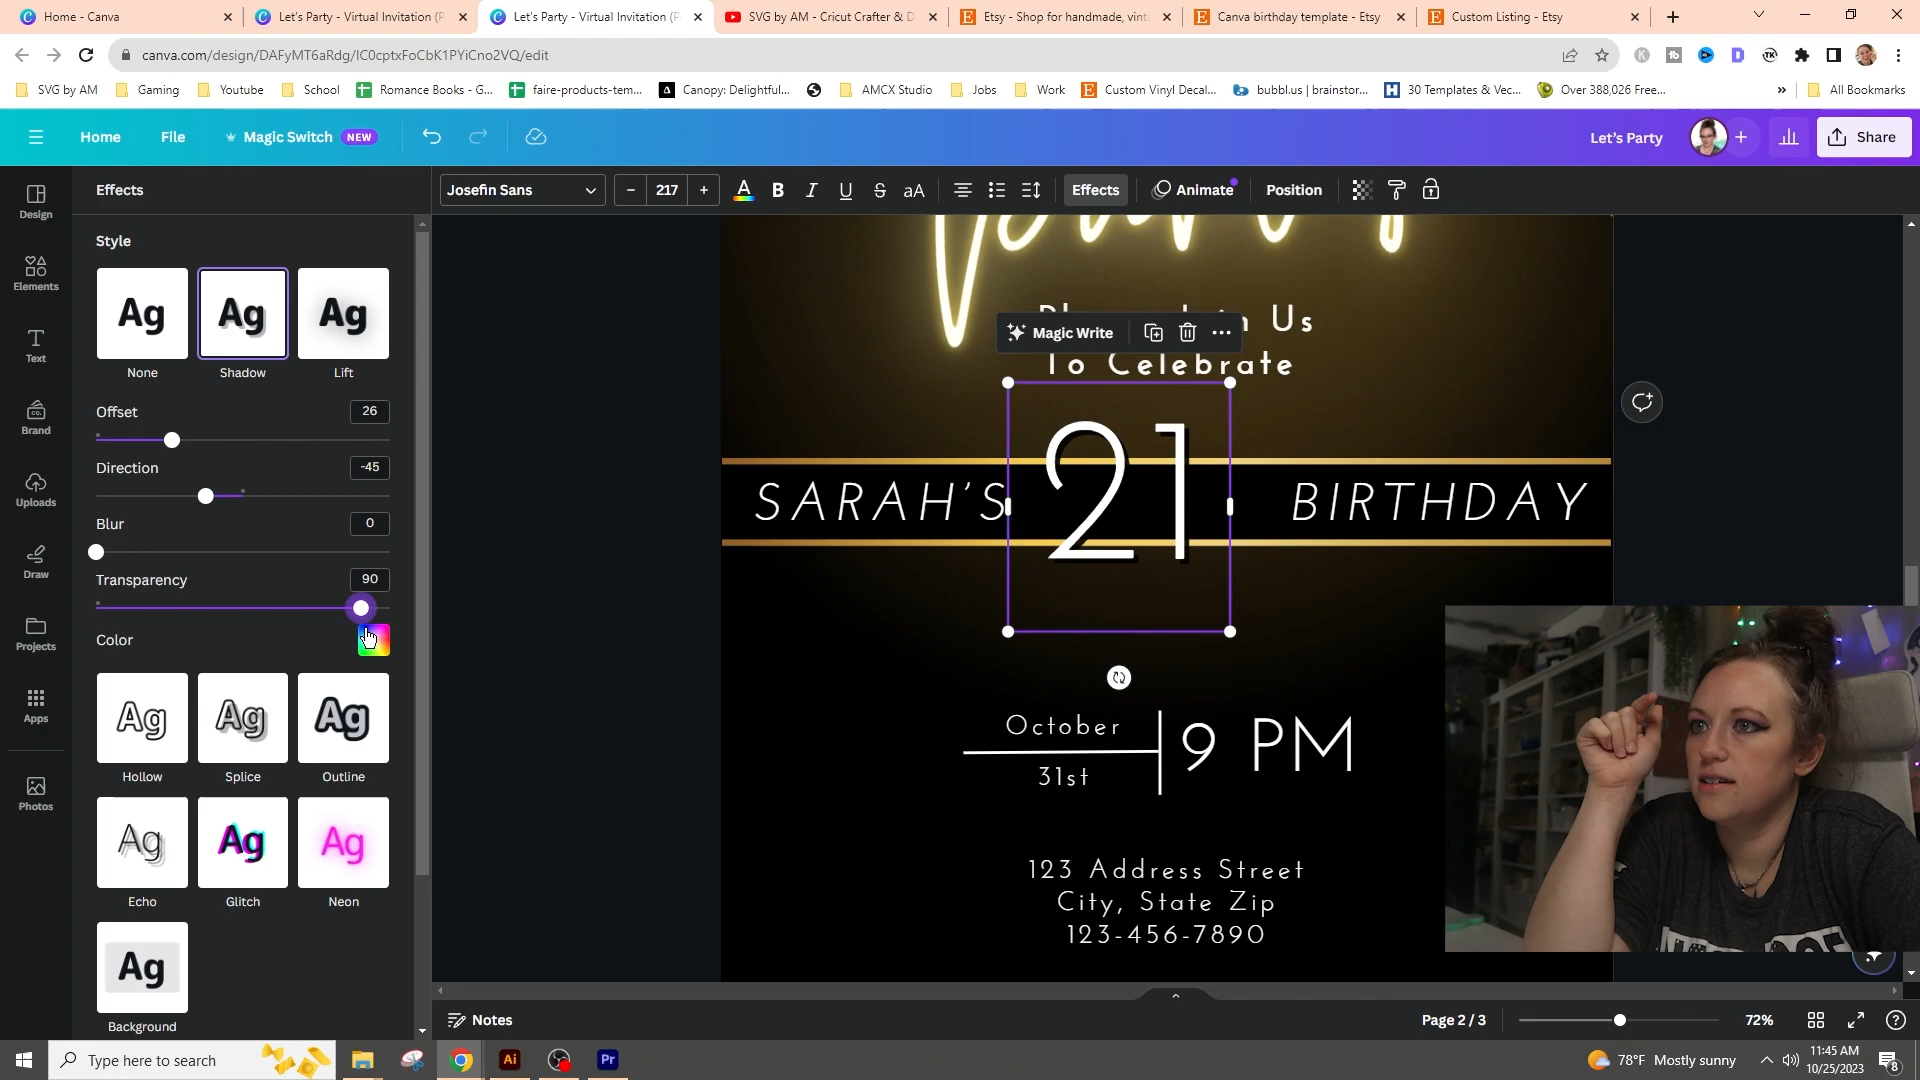 Home - Canva
Let's Party - Virtual Invitation (P
Let's Party - Virtual Invitation (P
SVG by AM - Cricut Crafter & D
Etsy - Shop for handmade, vint
Canva birthday template - Etsy
Custom Listing - Etsy
canva.com/design/DAFyMT6aRdg/IC0cptxFoCbK1PYiCno2VQ/edit
SVG by AM
Gaming
Youtube
School
Romance Books - G...
faire-products-tem...
Canopy: Delightful...
AMCX Studio
Jobs
Work
Custom Vinyl Decal...
bubbl.us | brainstor...
30 Templates & Vec...
Over 388,026 Free...
All Bookmarks
Home
File
Magic Switch NEW
Let's Party
Share
Design
Elements
Text
Brand
Uploads
Draw
Projects
Apps
Photos
Effects
Josefin Sans
– 217 +
A B I U S aA
Effects
Animate
Position
Style
Ag Ag Ag
None Shadow Lift
Offset 26
Direction -45
Blur 0
Transparency 90
Color
Ag Ag Ag
Hollow Splice Outline
Ag Ag Ag
Echo Glitch Neon
Ag
Background
Us
Magic Write
To Celebrate
SARAH'S 21 BIRTHDAY
October
31st
9 PM
123 Address Street
City, State Zip
123-456-7890
Notes
Page 2 / 3
72%
Type here to search
Ai
Pr
78°F Mostly sunny
11:45 AM
10/25/2023
8